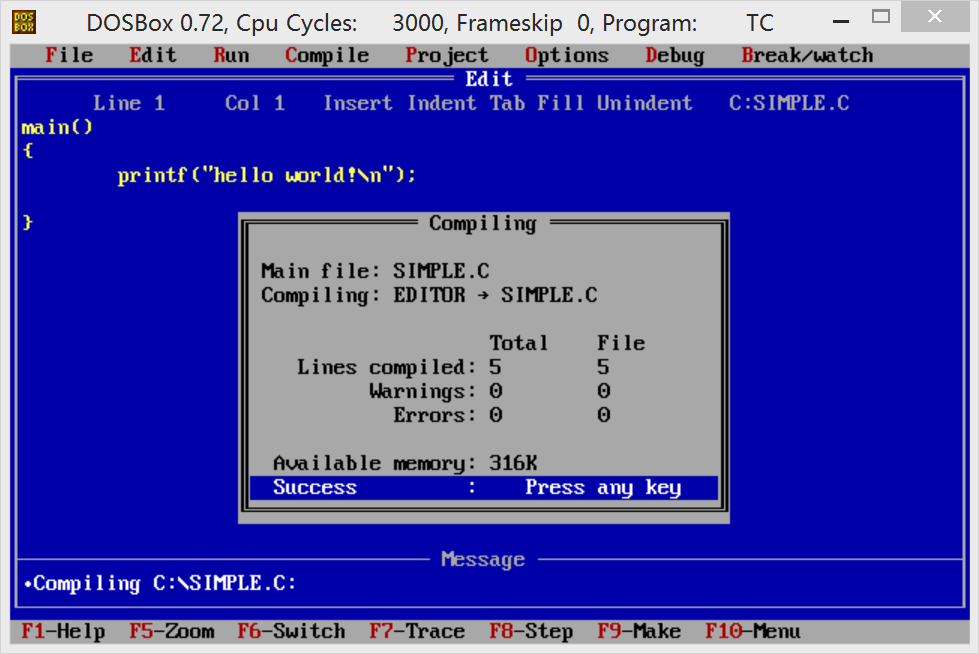 DOS BOX DOSBox 0.72, Cpu Cycles: 3000, Frameskip 0, Program: TC
File Edit Run Compile Project Options Debug Break/watch
Edit
Line 1 Col 1 Insert Indent Tab Fill Unindent C:SIMPLE.C
main()
{
printf("hello world!\n");
}
Compiling
Main file: SIMPLE.C
Compiling: EDITOR → SIMPLE.C
Total File
Lines compiled: 5 5
Warnings: 0 0
Errors: 0 0
Available memory: 316K
Success : Press any key
Message
•Compiling C:\SIMPLE.C:
F1-Help F5-Zoom F6-Switch F7-Trace F8-Step F9-Make F10-Menu